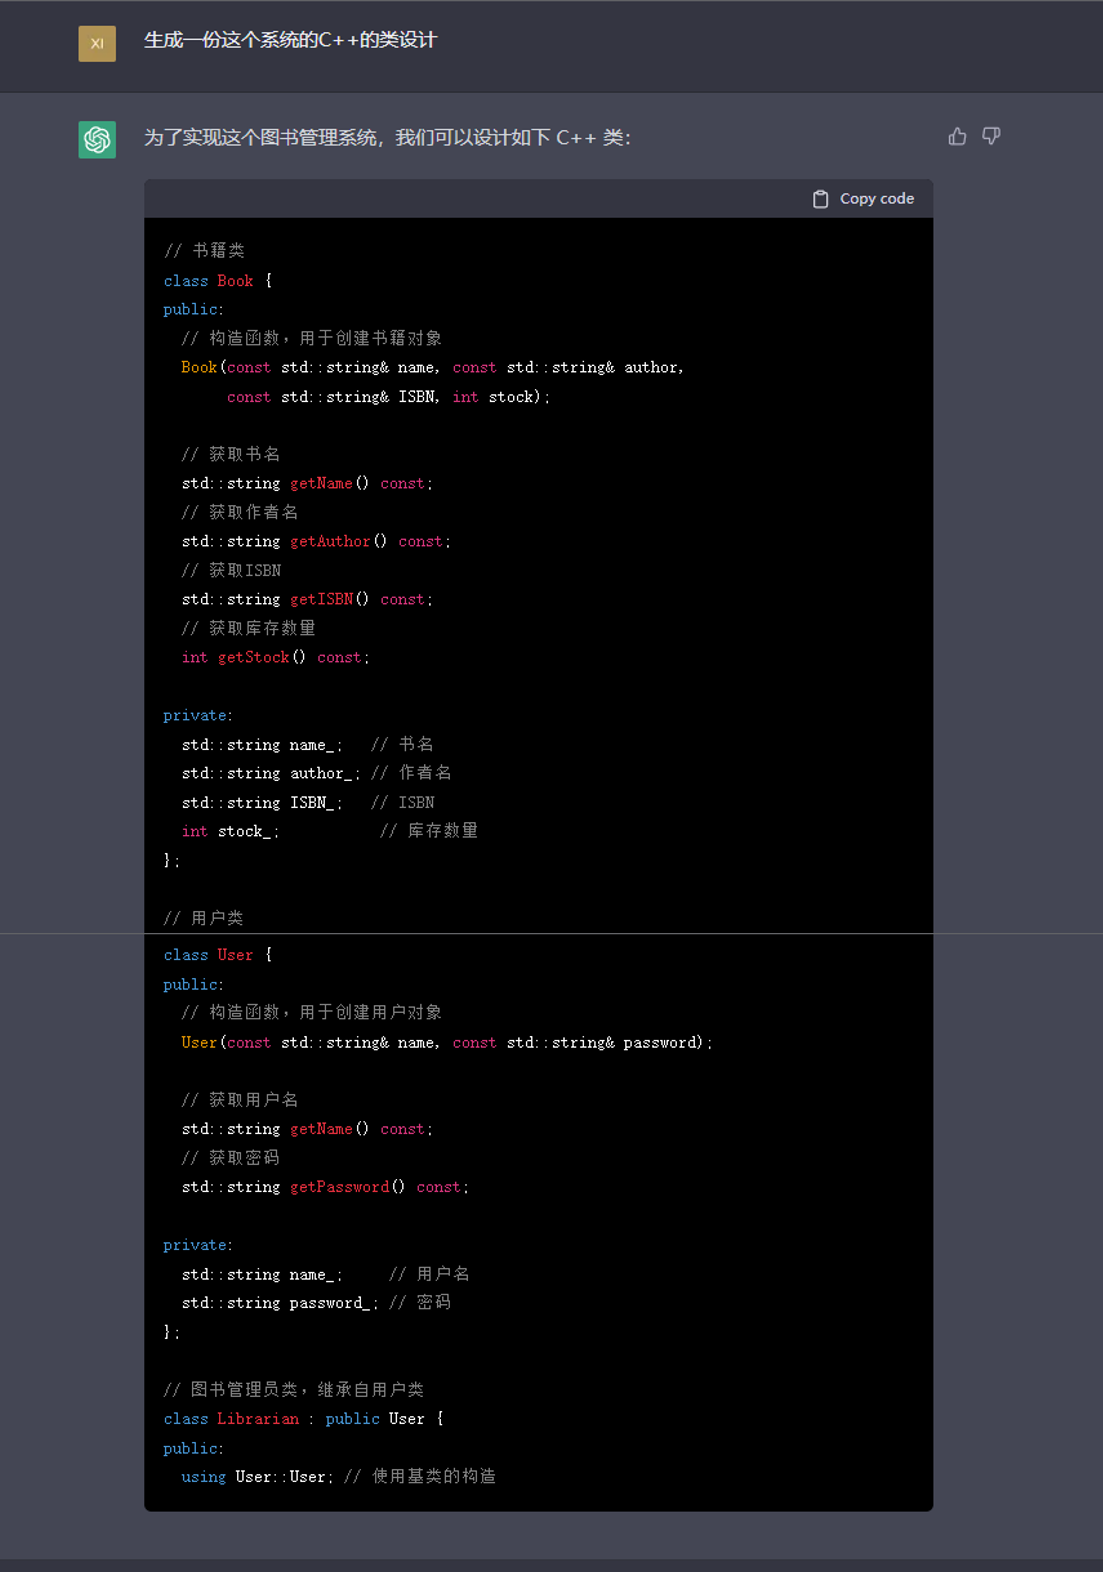 XI
生成一份这个系统的C++的类设计
为了实现这个图书管理系统，我们可以设计如下 C++ 类：
Copy code
// 书籍类
class Book {
public:
  // 构造函数，用于创建书籍对象
  Book(const std::string& name, const std::string& author,
       const std::string& ISBN, int stock);
  // 获取书名
  std::string getName() const;
  // 获取作者名
  std::string getAuthor() const;
  // 获取ISBN
  std::string getISBN() const;
  // 获取库存数量
  int getStock() const;
private:
  std::string name_;   // 书名
  std::string author_; // 作者名
  std::string ISBN_;   // ISBN
  int stock_;           // 库存数量
};
// 用户类
class User {
public:
  // 构造函数，用于创建用户对象
  User(const std::string& name, const std::string& password);
  // 获取用户名
  std::string getName() const;
  // 获取密码
  std::string getPassword() const;
private:
  std::string name_;     // 用户名
  std::string password_; // 密码
};
// 图书管理员类，继承自用户类
class Librarian : public User {
public:
  using User::User; // 使用基类的构造